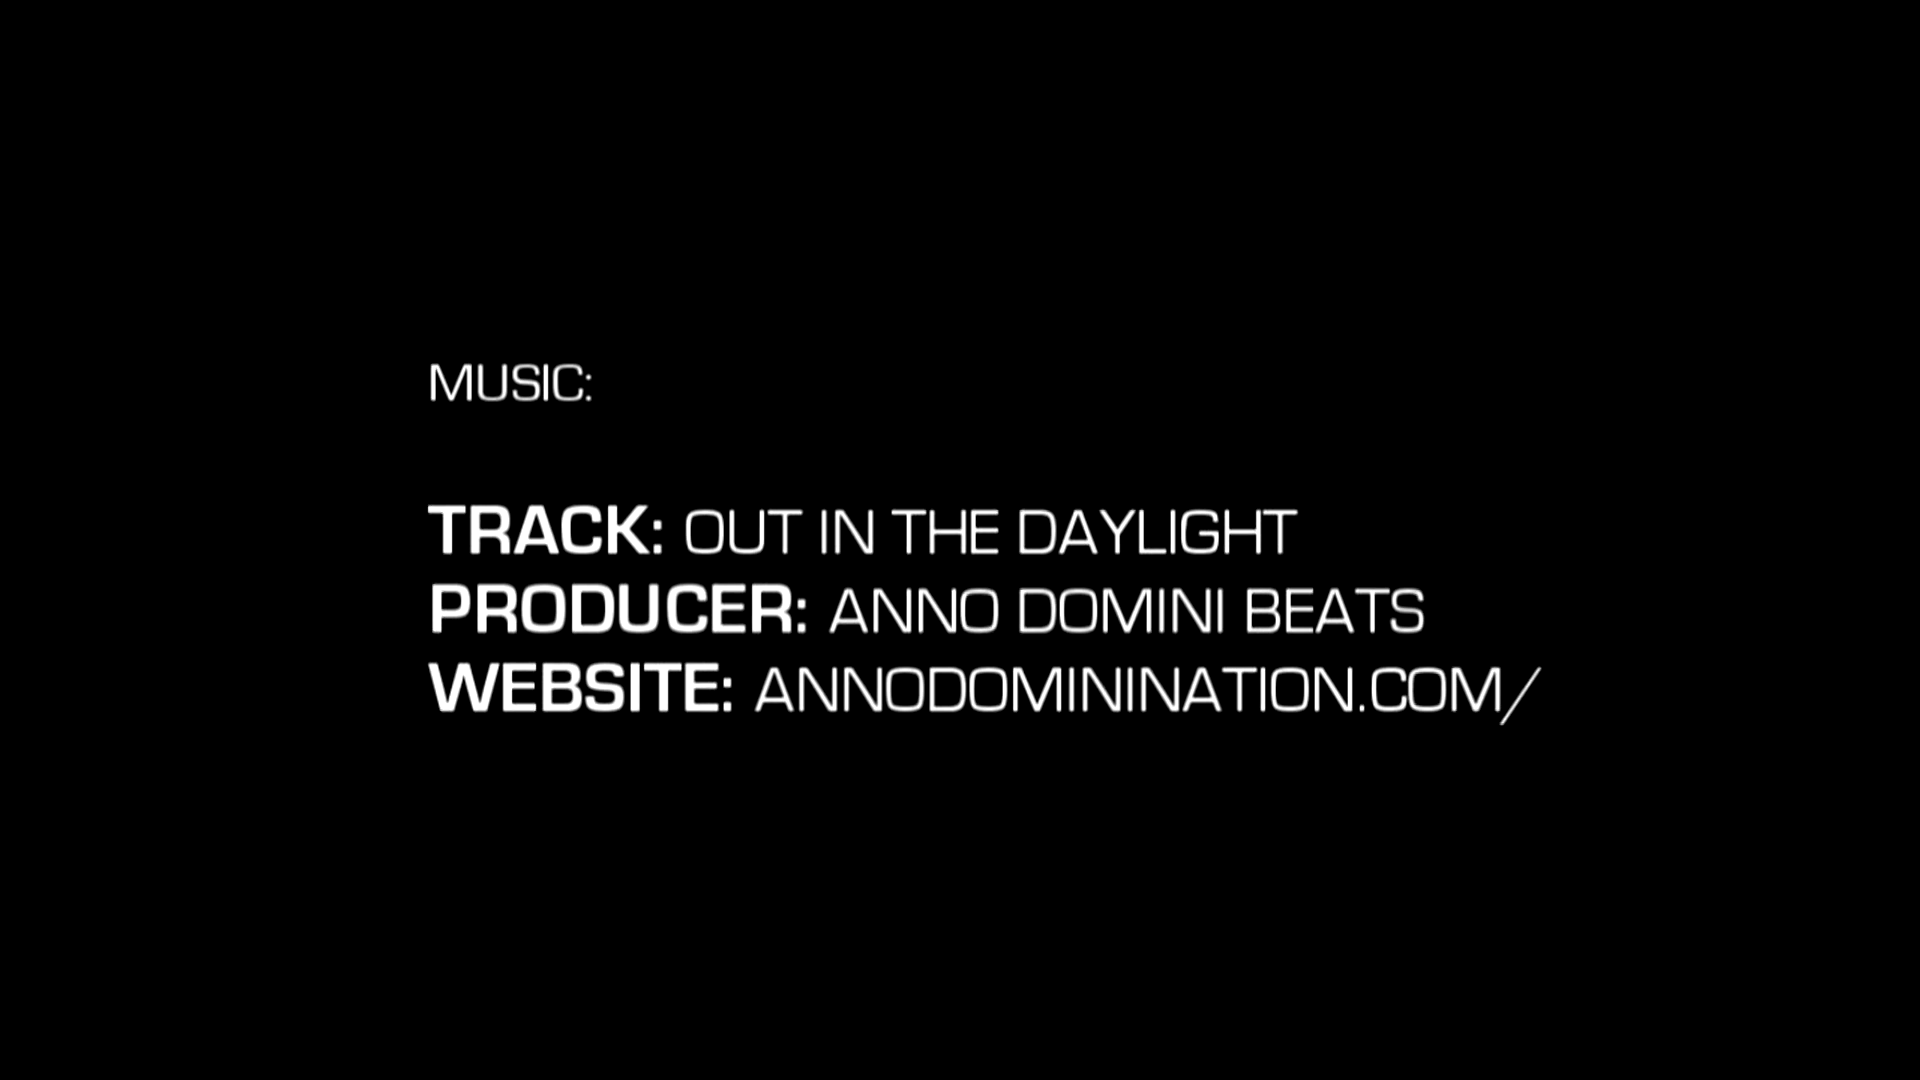 MUSIC:
TRACK: OUT IN THE DAYLIGHT
PRODUCER: ANNO DOMINI BEATS
WEBSITE: ANNODOMININATION.COM/